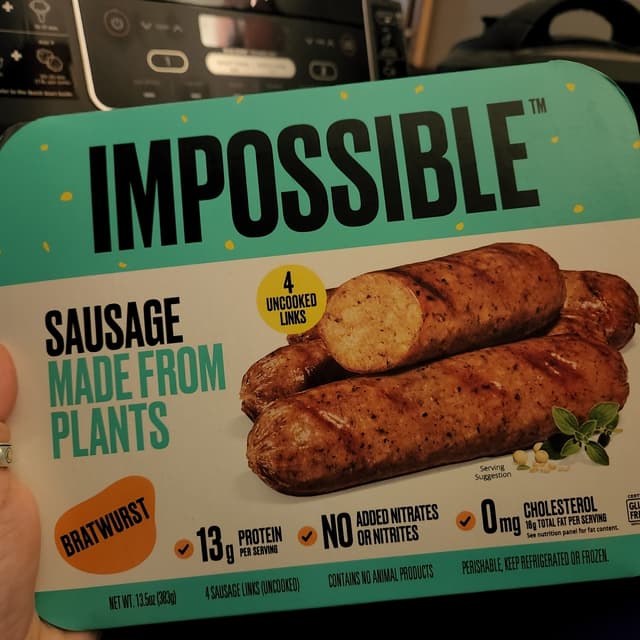 IMPOSSIBLE™
4
UNCOOKED
LINKS
SAUSAGE
MADE FROM
PLANTS
Serving
Suggestion
BRATWURST
13g PROTEIN
PER SERVING
NO ADDED NITRATES
OR NITRITES
0mg CHOLESTEROL
16g TOTAL FAT PER SERVING
See nutrition panel for fat content.
NET WT. 13.5oz (383g)
4 SAUSAGE LINKS (UNCOOKED)
CONTAINS NO ANIMAL PRODUCTS
PERISHABLE, KEEP REFRIGERATED OR FROZEN.